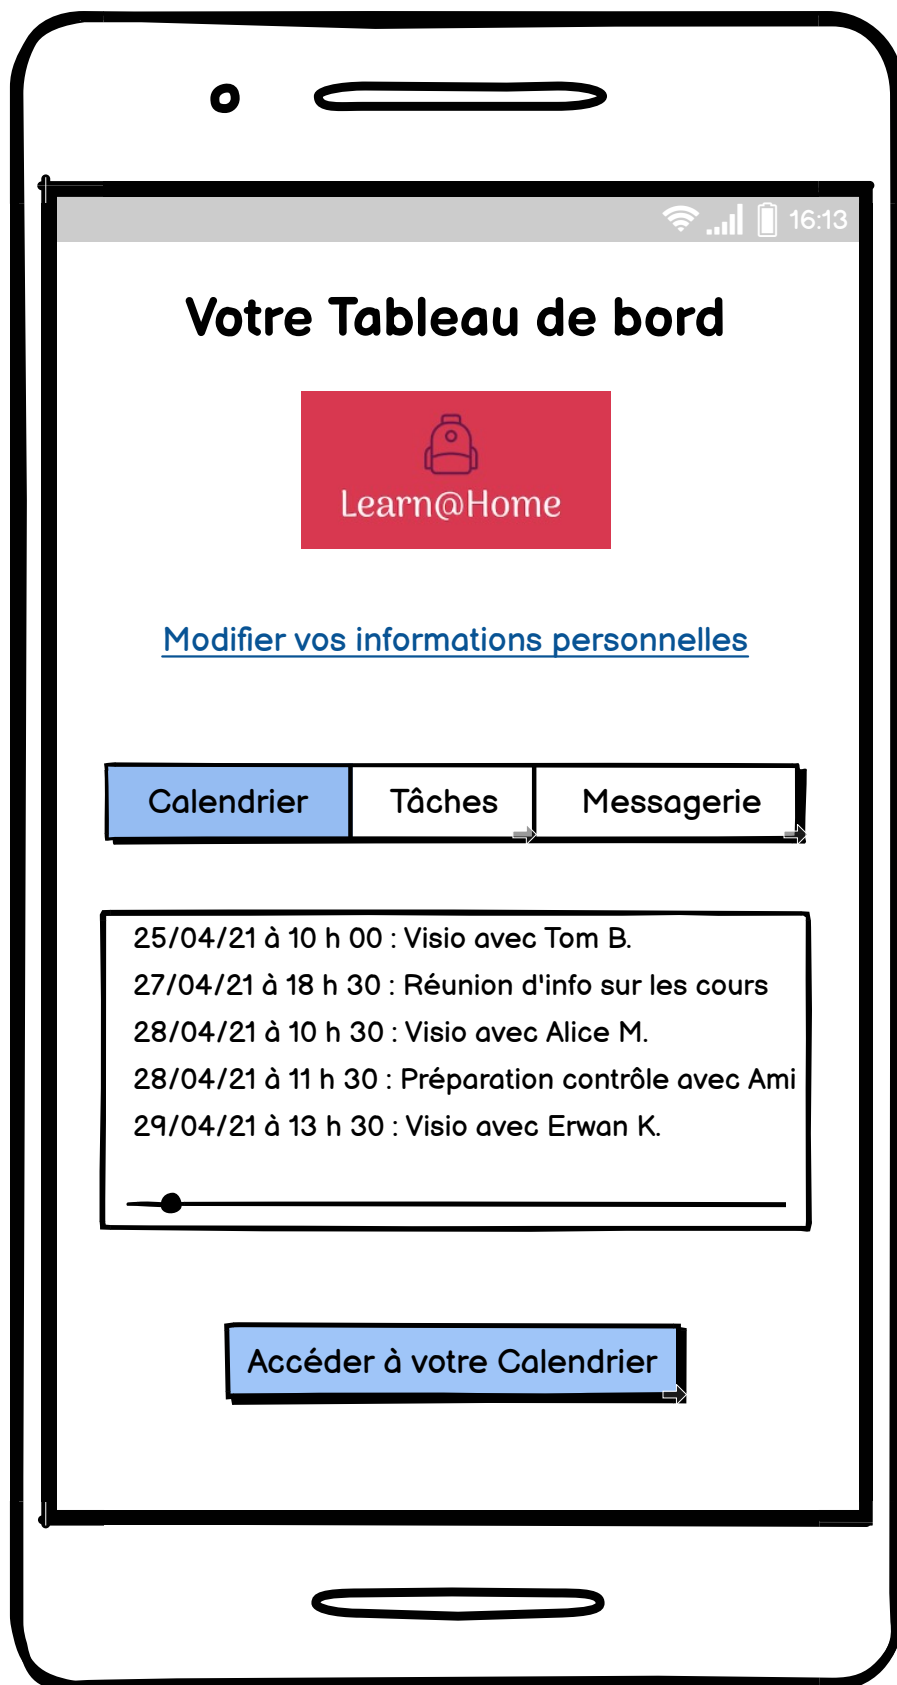 16:13
Votre Tableau de bord
Learn@Home
Modifier vos informations personnelles
Calendrier Tâches Messagerie
25/04/21 à 10 h 00 : Visio avec Tom B.
27/04/21 à 18 h 30 : Réunion d'info sur les cours
28/04/21 à 10 h 30 : Visio avec Alice M.
28/04/21 à 11 h 30 : Préparation contrôle avec Ami
29/04/21 à 13 h 30 : Visio avec Erwan K.
Accéder à votre Calendrier